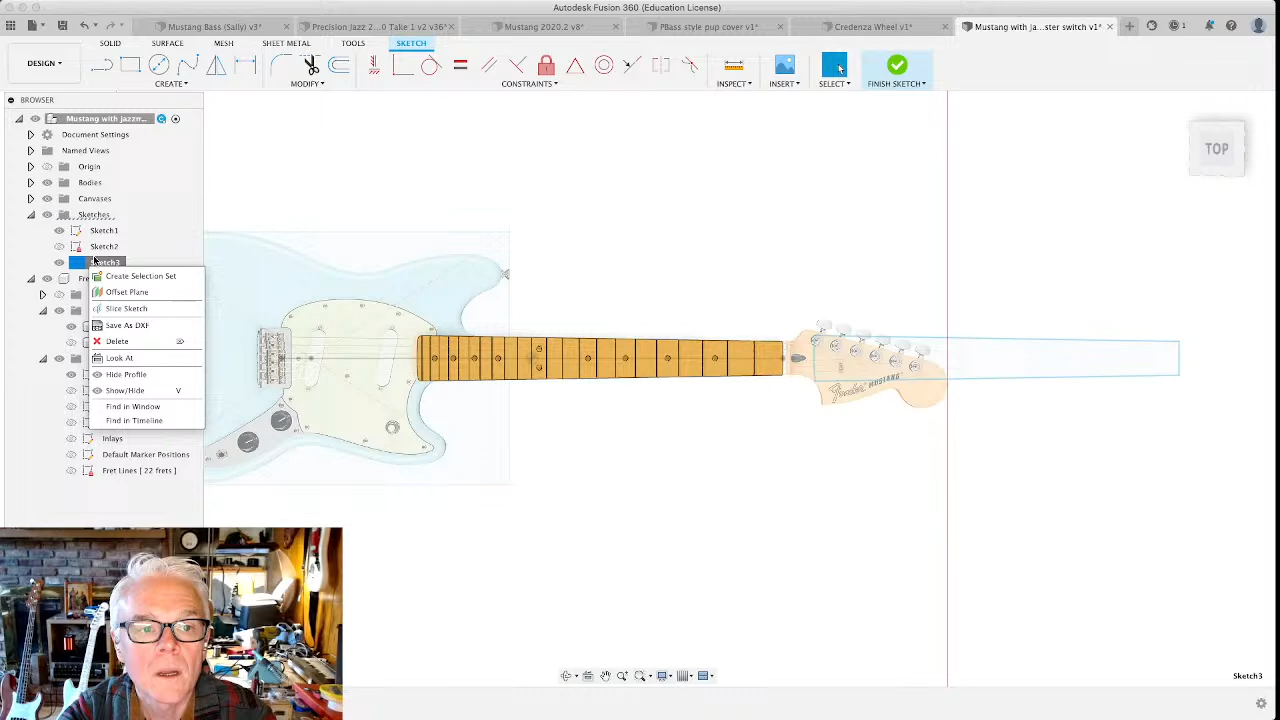 Autodesk Fusion 360 (Education License)
Mustang Bass (Sally) v3*
Precision Jazz 2...0 Take 1 v2 v36*
Mustang 2020.2 v8*
PBass style pup cover v1*
Credenza Wheel v1*
Mustang with ja...ster switch v1*
1
SOLID
SURFACE
MESH
SHEET METAL
TOOLS
SKETCH
DESIGN
CREATE
MODIFY
CONSTRAINTS
INSPECT
INSERT
SELECT
FINISH SKETCH
BROWSER
Mustang with Jazzm...
Document Settings
Named Views
Origin
Bodies
Canvases
Sketches
Sketch1
Sketch2
Sketch3
Fre
Create Selection Set
Offset Plane
Slice Sketch
Save As DXF
Delete
Look At
Hide Profile
Show/Hide V
Find in Window
Find in Timeline
Inlays
Default Marker Positions
Fret Lines [ 22 frets ]
TOP
Fender MUSTANG
Sketch3